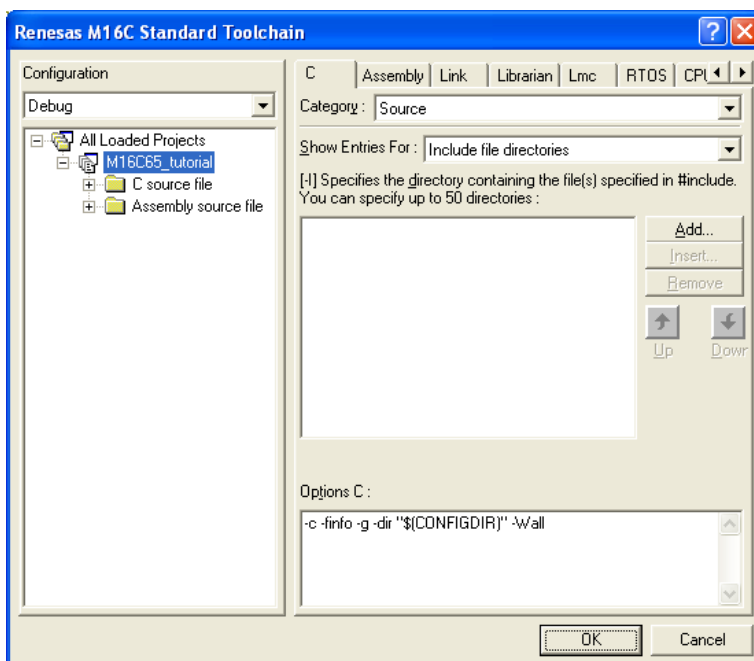 Renesas M16C Standard Toolchain
Configuration
Debug
All Loaded Projects
M16C65_tutorial
C source file
Assembly source file
C Assembly Link Librarian Lmc RTOS
Category : Source
Show Entries For : Include file directories
[-I] Specifies the directory containing the file(s) specified in #include.
You can specify up to 50 directories :
Add...
Insert...
Remove
Up Down
Options C :
-c -finfo -g -dir "$(CONFIGDIR)" -Wall
OK Cancel